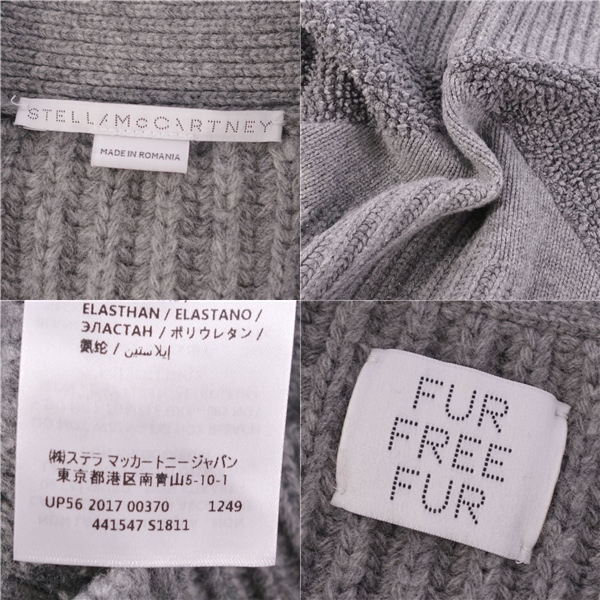 STELLA McCARTNEY
MADE IN ROMANIA
ELASTHAN / ELASTANO /
ЭЛАСТАН / ポリウレタン /
氨纶 / إيلاستين
(株)ステラ マッカートニージャパン
東京都港区南青山5-10-1
UP56 2017 00370 1249
441547 S1811
FUR
FREE
FUR